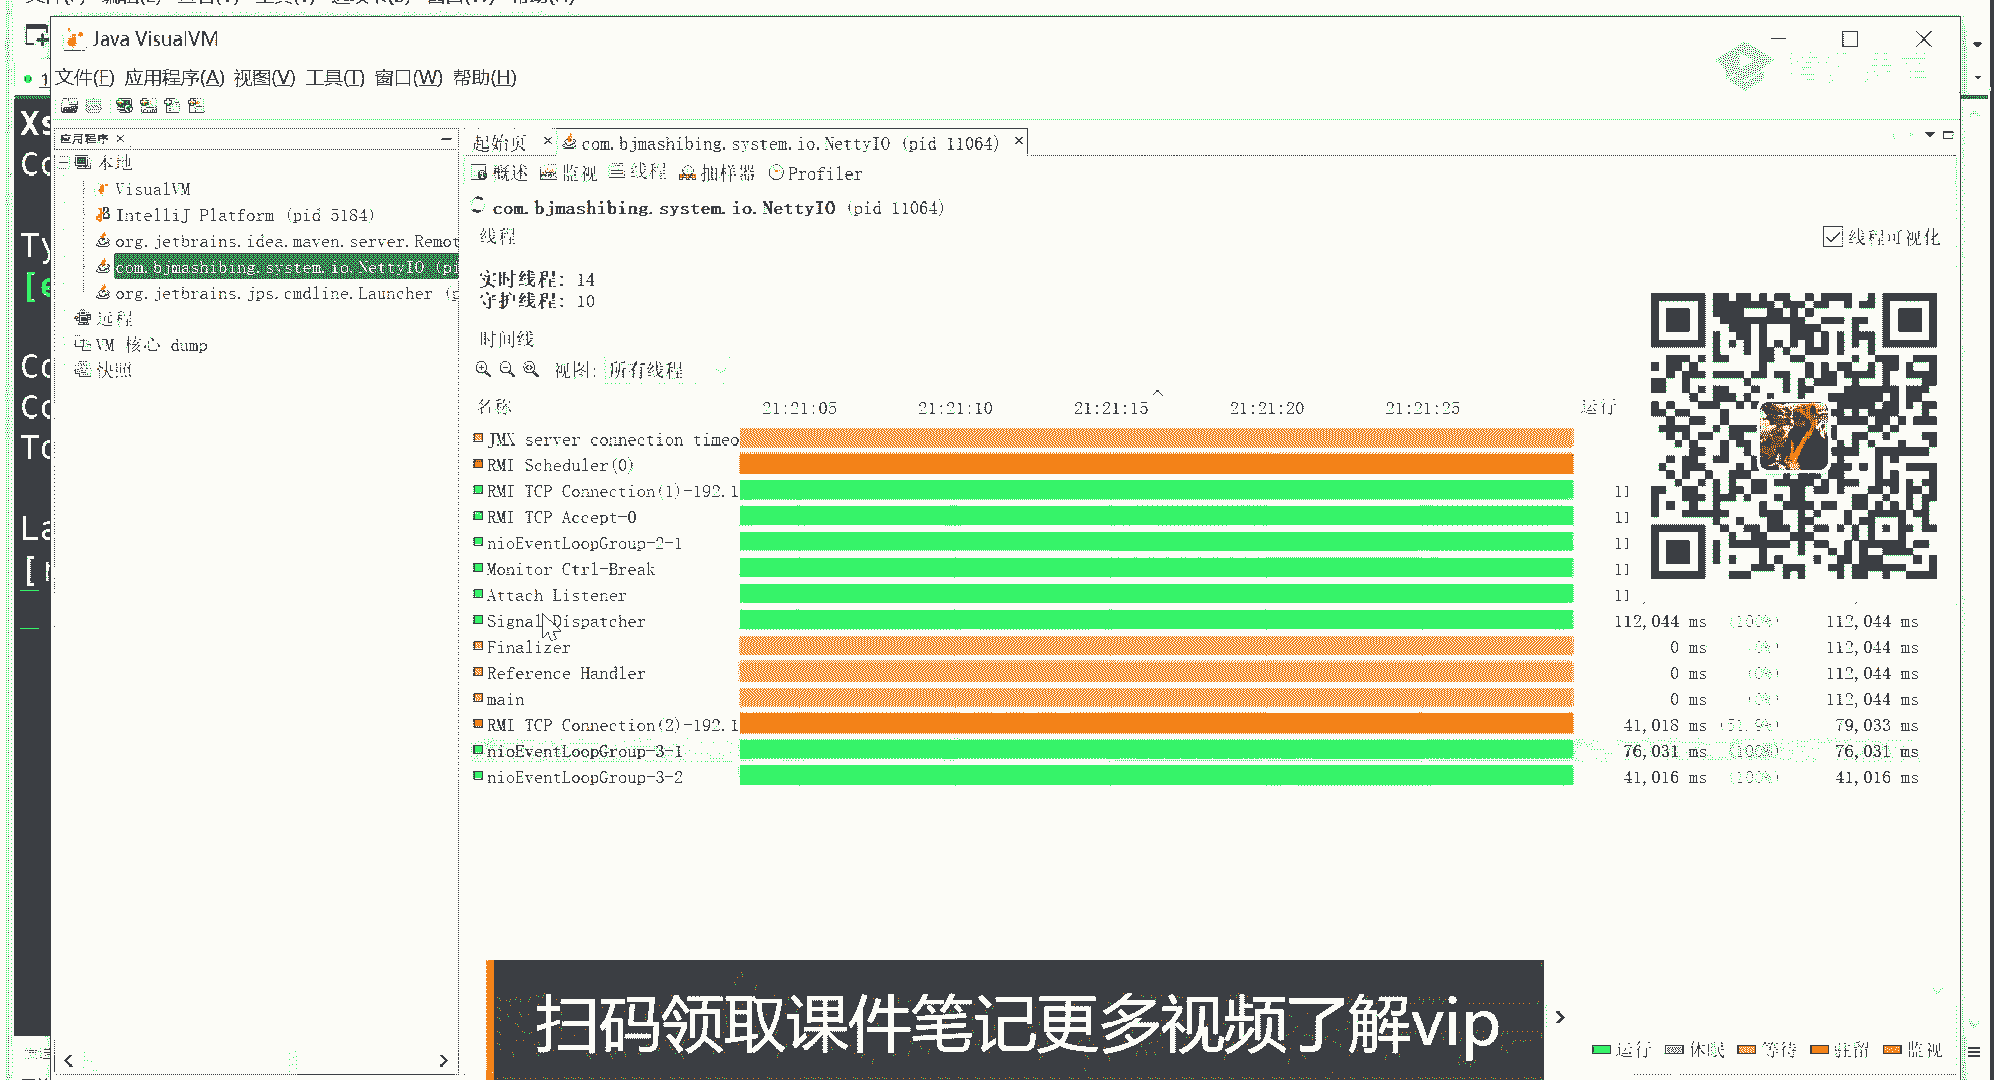 Java VisualVM
文件(F) 应用程序(A) 视图(V) 工具(T) 窗口(W) 帮助(H)
应用程序
本地
VisualVM
IntelliJ Platform (pid 5184)
org.jetbrains.idea.maven.server.Remot
com.bjmashibing.system.io.NettyIO (pi
org.jetbrains.jps.cmdline.Launcher (p
远程
VM 核心 dump
快照
起始页 com.bjmashibing.system.io.NettyIO (pid 11064)
概述 监视 线程 抽样器 Profiler
com.bjmashibing.system.io.NettyIO (pid 11064)
线程 线程可视化
实时线程: 14
守护线程: 10
时间线
视图: 所有线程
名称 21:21:05 21:21:10 21:21:15 21:21:20 21:21:25 运行
JMX server connection timeo
RMI Scheduler(0)
RMI TCP Connection(1)-192.1 11
RMI TCP Accept-0 11
nioEventLoopGroup-2-1 11
Monitor Ctrl-Break 11
Attach Listener 11
Signal Dispatcher 112,044 ms (100%) 112,044 ms
Finalizer 0 ms (0%) 112,044 ms
Reference Handler 0 ms (0%) 112,044 ms
main 0 ms (0%) 112,044 ms
RMI TCP Connection(2)-192.1 41,018 ms (51.9%) 79,033 ms
nioEventLoopGroup-3-1 76,031 ms (100%) 76,031 ms
nioEventLoopGroup-3-2 41,016 ms (100%) 41,016 ms
扫码领取课件笔记更多视频了解vip
运行 休眠 等待 驻留 监视
Xs
Co
Ty
[e
Co
Co
To
La